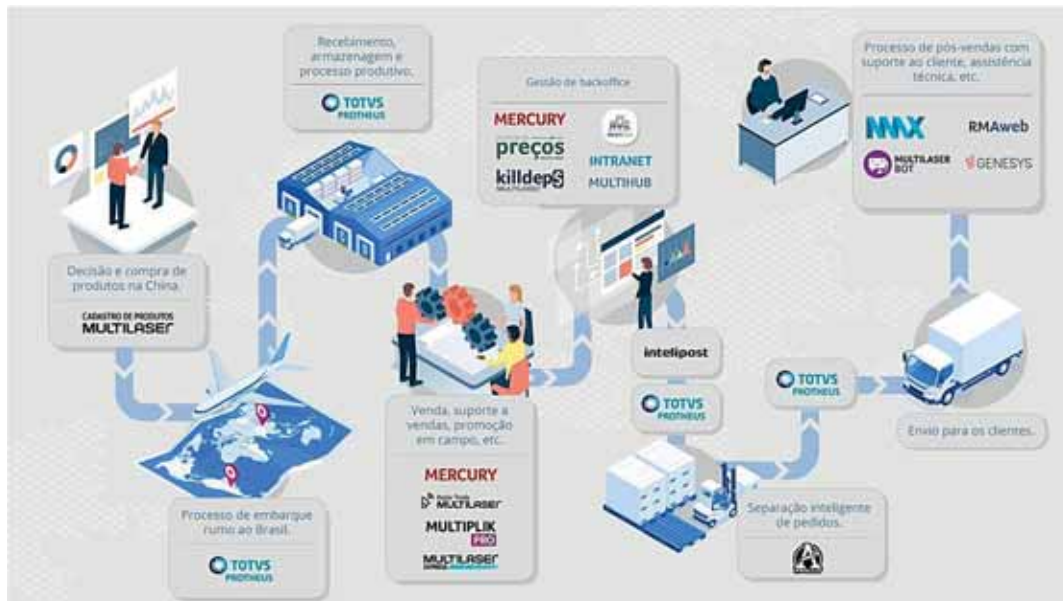 Decisão e compra de
produtos na China.
CADASTRO DE PRODUTOS
MULTILASER
Processo de embarque
rumo ao Brasil.
TOTVS
PROTHEUS
Recebimento,
armazenagem e
processo produtivo.
TOTVS
PROTHEUS
Venda, suporte a
vendas, promoção
em campo, etc.
MERCURY
MULTILASER
MULTIPLIK
PRO
MULTILASER
Gestão de backoffice
MERCURY
preços
killdeps
INTRANET
MULTIHUB
intelipost
TOTVS
PROTHEUS
Separação inteligente
de pedidos.
TOTVS
PROTHEUS
Envio para os clientes.
Processo de pós-vendas com
suporte ao cliente, assistência
técnica, etc.
MAX
RMAweb
MULTILASER
BOT
GENESYS